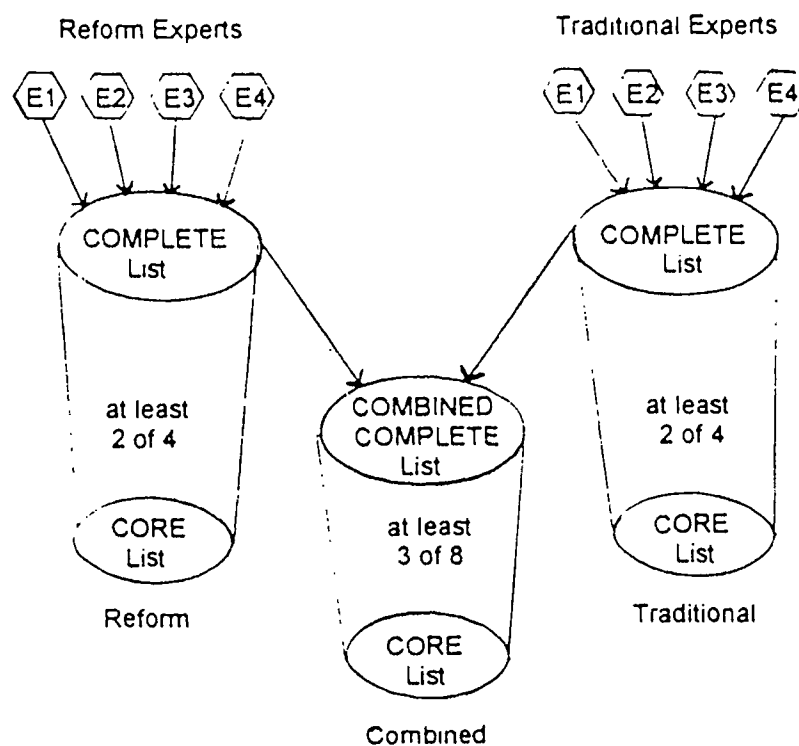 Reform Experts
Traditional Experts
E1 E2 E3 E4
E1 E2 E3 E4
COMPLETE
List
COMPLETE
List
at least
2 of 4
COMBINED
COMPLETE
List
at least
2 of 4
CORE
List
at least
3 of 8
CORE
List
Reform
Traditional
CORE
List
Combined